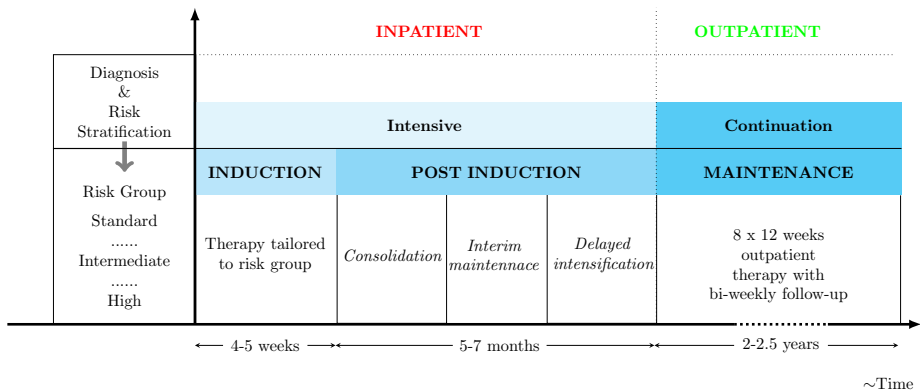 INPATIENT
OUTPATIENT
Diagnosis
&
Risk
Stratification
Intensive
Continuation
INDUCTION
POST INDUCTION
MAINTENANCE
Risk Group
Standard
......
Intermediate
......
High
Therapy tailored
to risk group
Consolidation
Interim
maintennace
Delayed
intensification
8 x 12 weeks
outpatient
therapy with
bi-weekly follow-up
4-5 weeks
5-7 months
2-2.5 years
~Time